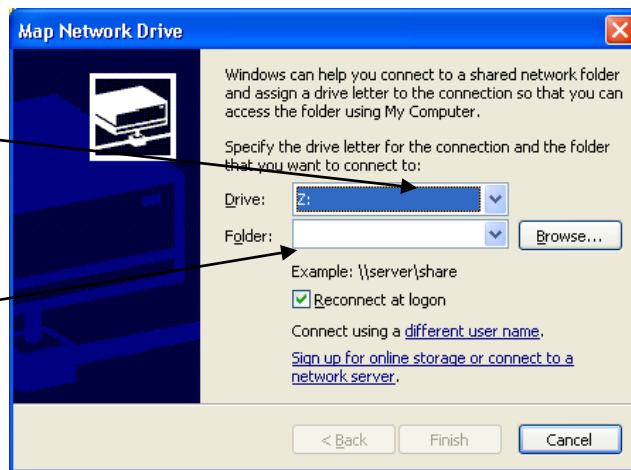 Map Network Drive
Windows can help you connect to a shared network folder
and assign a drive letter to the connection so that you can
access the folder using My Computer.
Specify the drive letter for the connection and the folder
that you want to connect to:
Drive: Z:
Folder: Browse...
Example: \\server\share
Reconnect at logon
Connect using a different user name.
Sign up for online storage or connect to a
network server.
< Back Finish Cancel